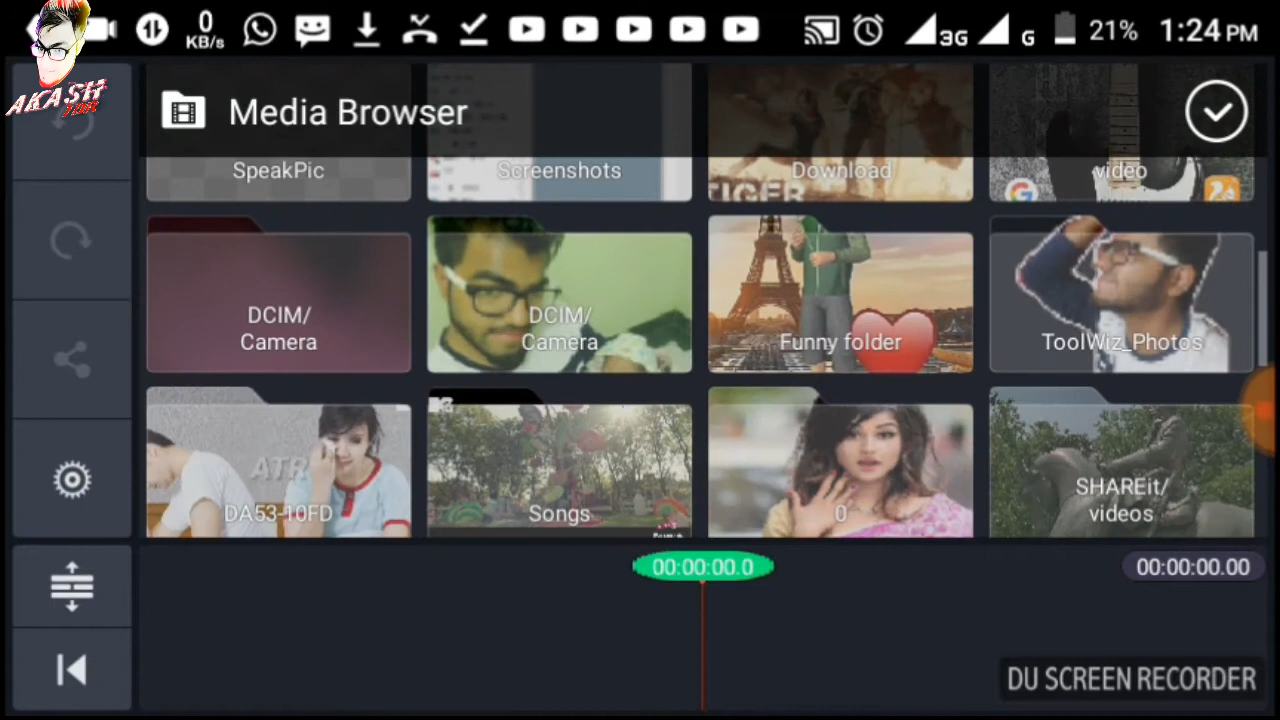 0
KB/s
3G
G
21%
1:24 PM
AKASH
Media Browser
SpeakPic
Screenshots
Download
video
TIGER
DCIM/
Camera
DCIM/
Camera
Funny folder
ToolWiz_Photos
ATR
DA53-10FD
Songs
0
SHAREit/
videos
00:00:00.0
00:00:00.00
DU SCREEN RECORDER